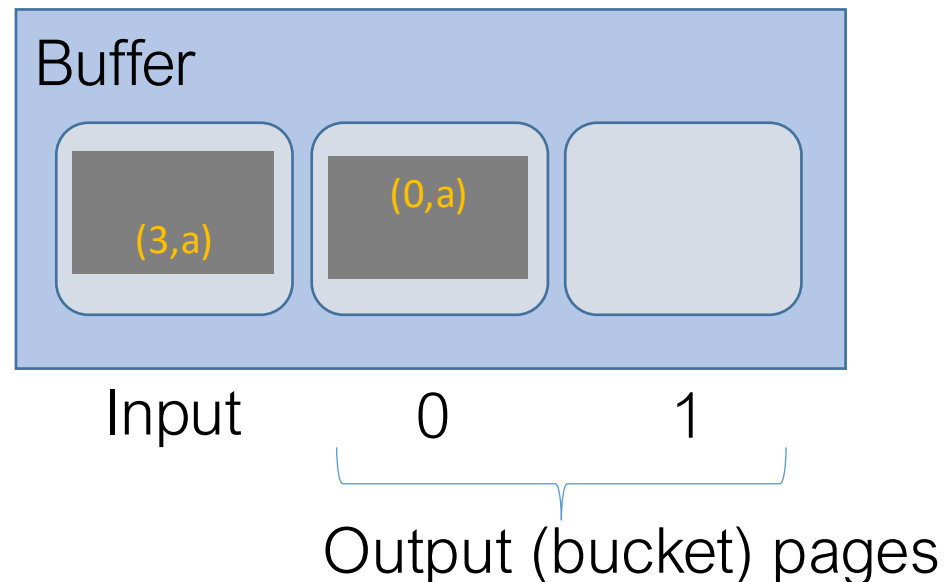 Buffer
(3,a)
(0,a)
Input
0
1
Output (bucket) pages